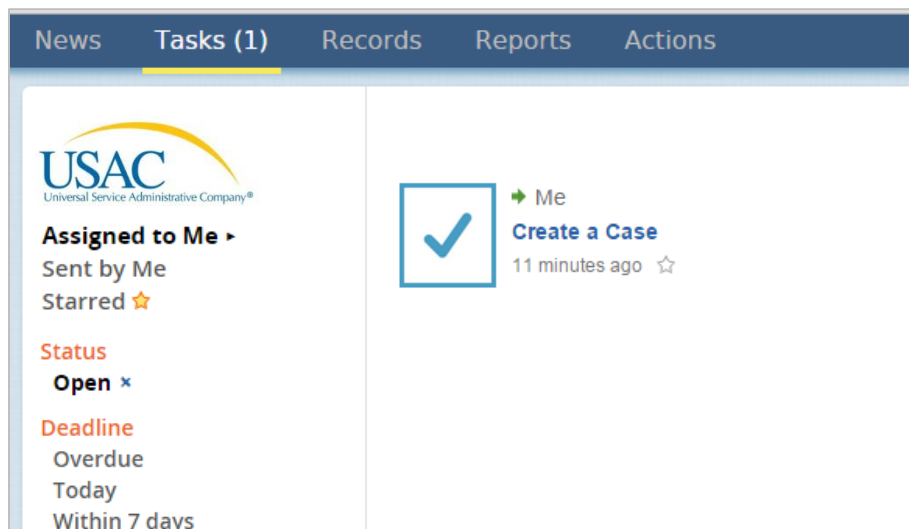 News Tasks (1) Records Reports Actions
USAC
Universal Service Administrative Company®
Assigned to Me
Sent by Me
Starred
Status
Open ×
Deadline
Overdue
Today
Within 7 days
Me
Create a Case
11 minutes ago